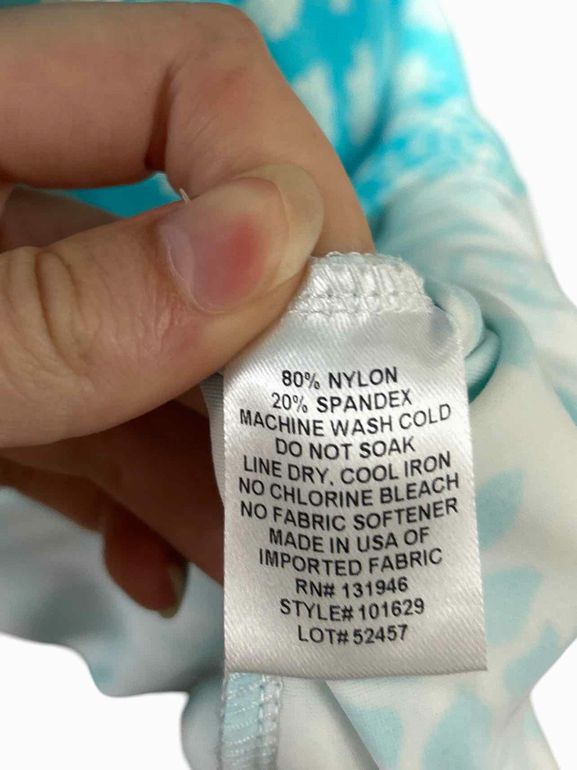 80% NYLON
20% SPANDEX
MACHINE WASH COLD
DO NOT SOAK
LINE DRY, COOL IRON
NO CHLORINE BLEACH
NO FABRIC SOFTENER
MADE IN USA OF
IMPORTED FABRIC
RN# 131946
STYLE# 101629
LOT# 52457